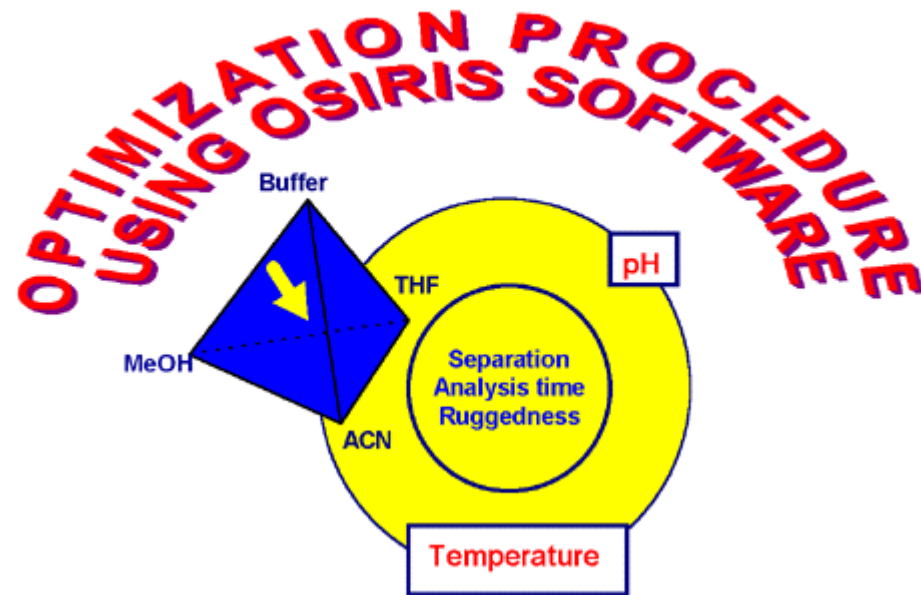 OPTIMIZATION PROCEDURE
USING OSIRIS SOFTWARE
Buffer
THF
pH
MeOH
Separation
Analysis time
Ruggedness
ACN
Temperature